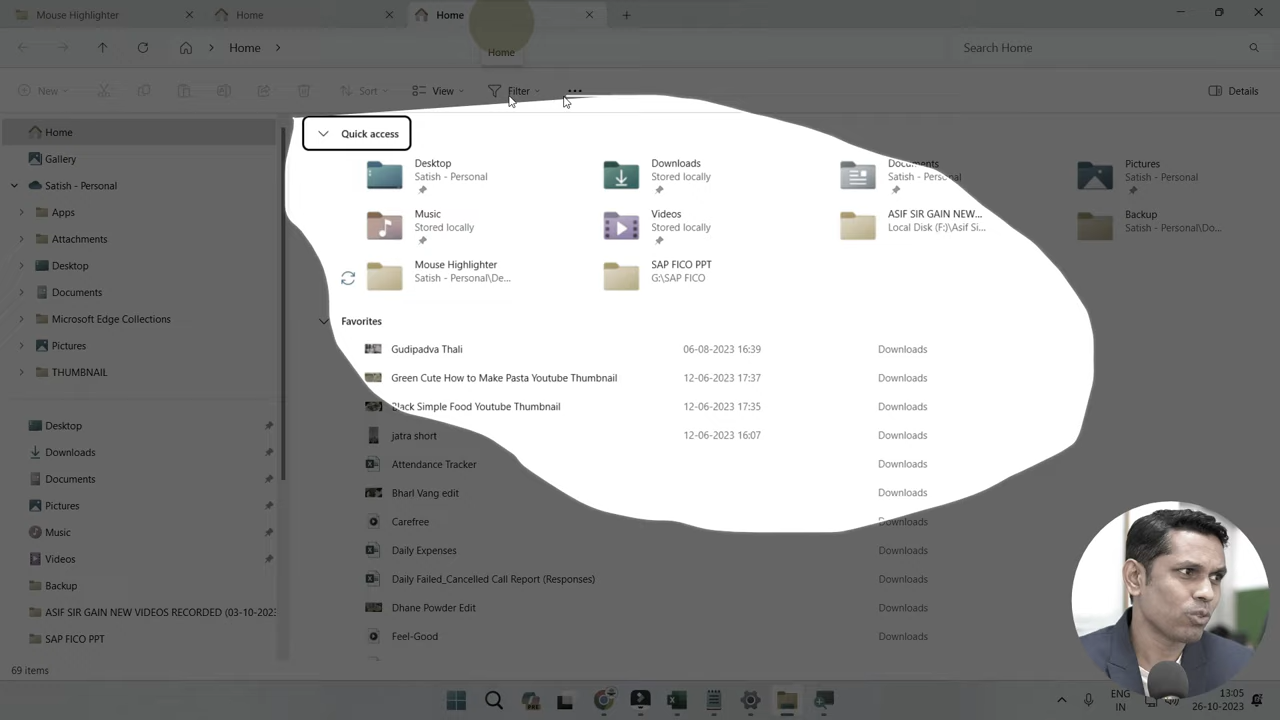 Mouse Highlighter
Home
Home
Home
Search Home
Home
New
Sort
View
Filter
Details
Home
Gallery
Satish - Personal
Apps
Attachments
Desktop
Documents
Microsoft Edge Collections
Pictures
THUMBNAIL
Desktop
Downloads
Documents
Pictures
Music
Videos
Backup
ASIF SIR GAIN NEW VIDEOS RECORDED (03-10-2023
SAP FICO PPT
Quick access
Desktop
Satish - Personal
Downloads
Stored locally
Documents
Satish - Personal
Pictures
Satish - Personal
Music
Stored locally
Videos
Stored locally
ASIF SIR GAIN NEW...
Local Disk (F:)\Asif Si...
Backup
Satish - Personal\Do...
Mouse Highlighter
Satish - Personal\De...
SAP FICO PPT
G:\SAP FICO
Favorites
Gudipadva Thali 06-08-2023 16:39 Downloads
Green Cute How to Make Pasta Youtube Thumbnail 12-06-2023 17:37 Downloads
Black Simple Food Youtube Thumbnail 12-06-2023 17:35 Downloads
jatra short 12-06-2023 16:07 Downloads
Attendance Tracker Downloads
Bharl Vang edit Downloads
Carefree Downloads
Daily Expenses Downloads
Daily Failed_Cancelled Call Report (Responses) Downloads
Dhane Powder Edit Downloads
Feel-Good Downloads
69 items
ENG
IN
13:05
26-10-2023